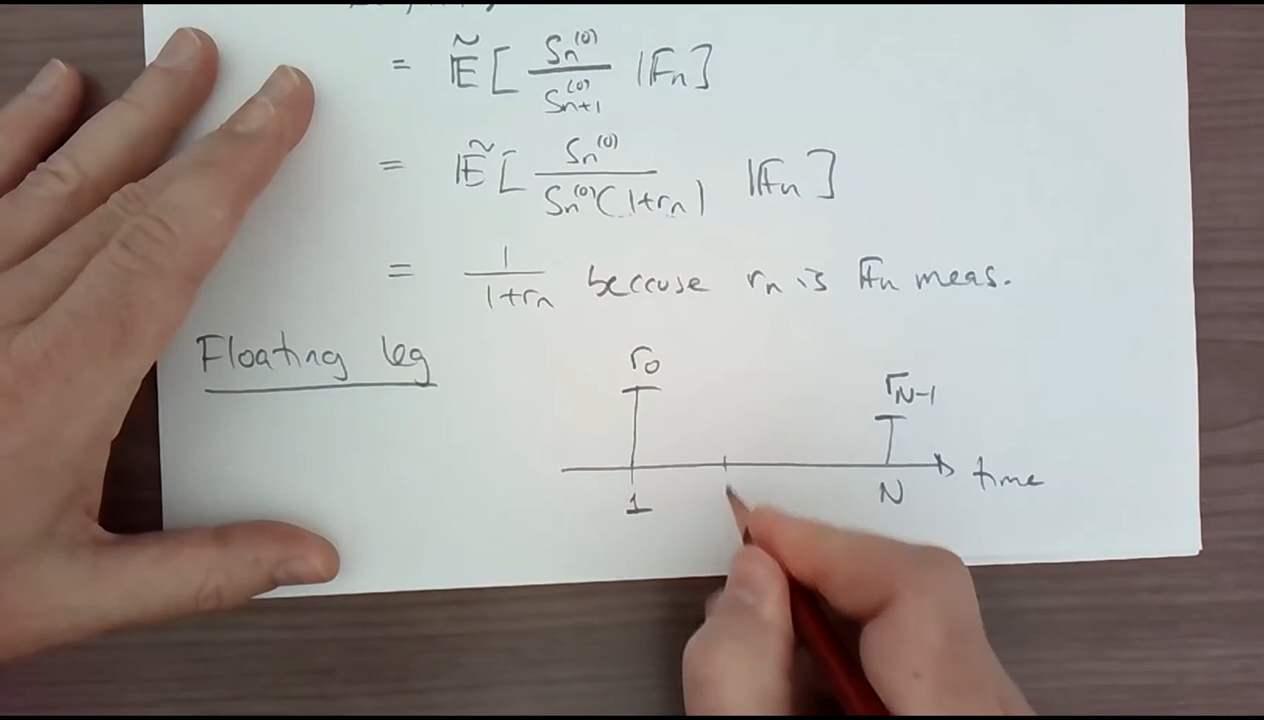 = Ẽ[ Sn^(0) / Sn+1^(0) | Fn ]
= Ẽ[ Sn^(0) / Sn^(0)(1+rn) | Fn ]
= 1 / 1+rn beccuse rn is Fn meas.
Floating leg
r0 rN-1
1 N time